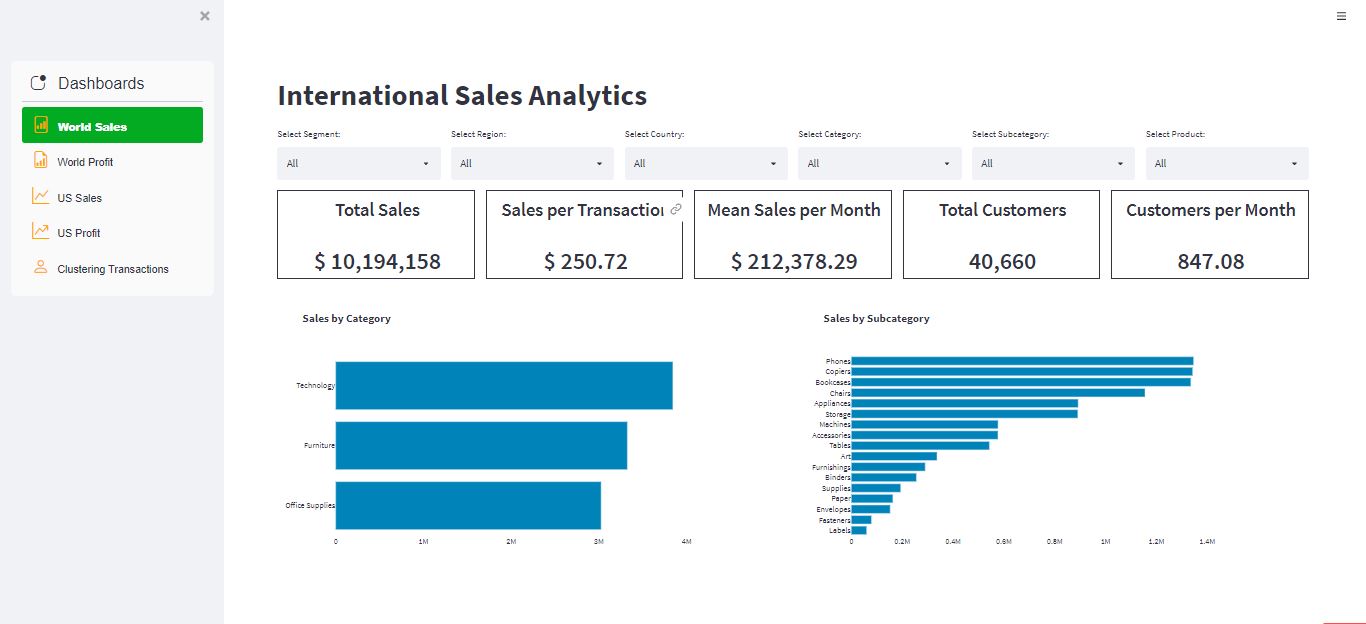 Dashboards
World Sales
World Profit
US Sales
US Profit
Clustering Transactions
International Sales Analytics
Select Segment: Select Region: Select Country: Select Category: Select Subcategory: Select Product:
All All All All All All
Total Sales Sales per Transaction Mean Sales per Month Total Customers Customers per Month
$ 10,194,158 $ 250.72 $ 212,378.29 40,660 847.08
Sales by Category
Technology
Furniture
Office Supplies
0 1M 2M 3M 4M
Sales by Subcategory
Phones
Copiers
Bookcases
Chairs
Appliances
Storage
Machines
Accessories
Tables
Art
Furnishings
Binders
Supplies
Paper
Envelopes
Fasteners
Labels
0 0.2M 0.4M 0.6M 0.8M 1M 1.2M 1.4M